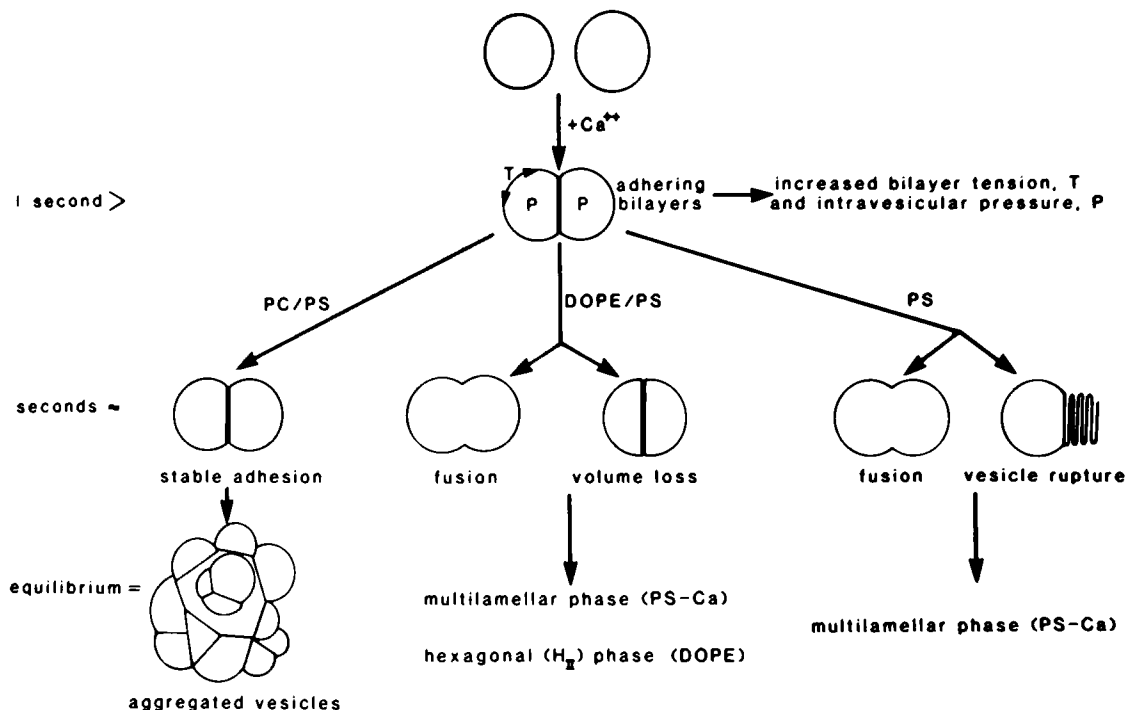 +Ca++
1 second >
T
P P
adhering
bilayers
increased bilayer tension, T
and intravesicular pressure, P
PC/PS
DOPE/PS
PS
seconds ≈
stable adhesion
fusion
volume loss
fusion
vesicle rupture
equilibrium =
multilamellar phase (PS-Ca)
hexagonal (HII) phase (DOPE)
multilamellar phase (PS-Ca)
aggregated vesicles